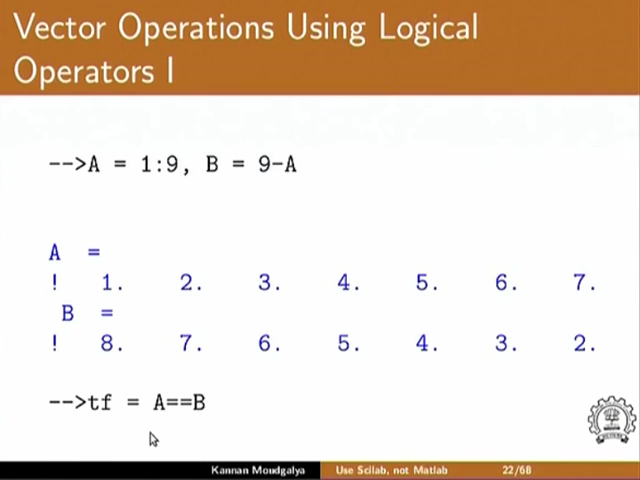 Vector Operations Using Logical
Operators I
-->A = 1:9, B = 9-A
A =
! 1. 2. 3. 4. 5. 6. 7.
B =
! 8. 7. 6. 5. 4. 3. 2.
-->tf = A==B
Kannan Moudgalya Use Scilab, not Matlab 22/68